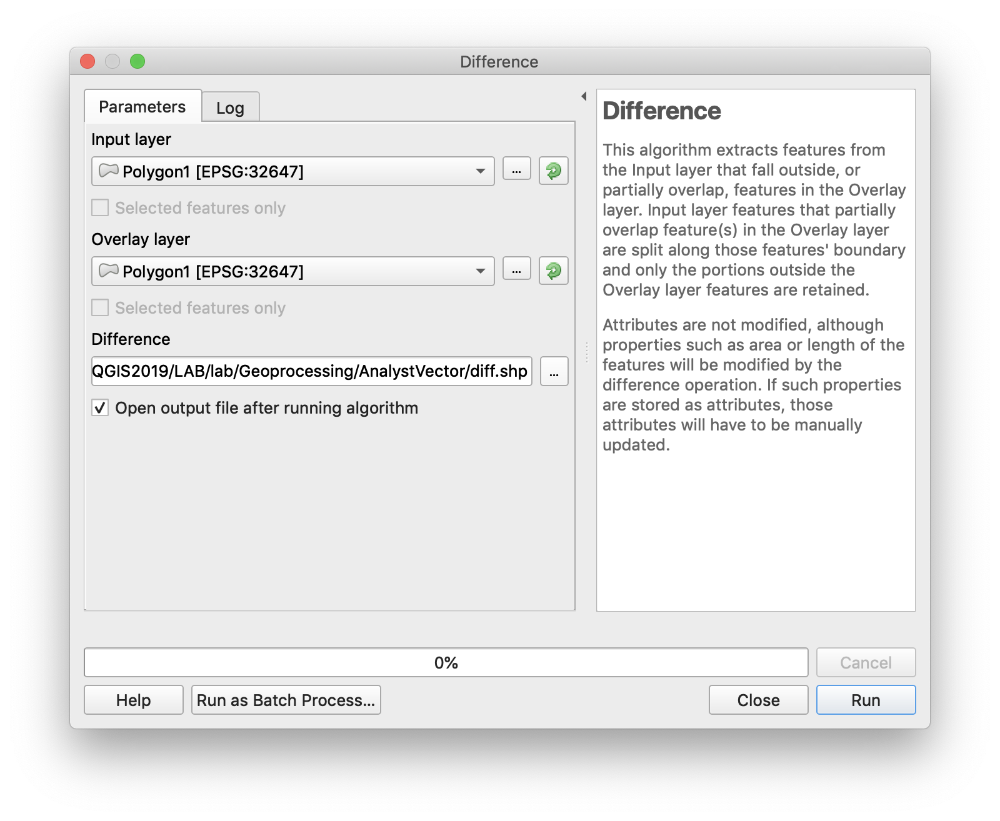 Difference
Parameters
Log
Input layer
Polygon1 [EPSG:32647]
...
Selected features only
Overlay layer
Polygon1 [EPSG:32647]
...
Selected features only
Difference
QGIS2019/LAB/lab/Geoprocessing/AnalystVector/diff.shp
...
Open output file after running algorithm
Difference
This algorithm extracts features from
the Input layer that fall outside, or
partially overlap, features in the Overlay
layer. Input layer features that partially
overlap feature(s) in the Overlay layer
are split along those features' boundary
and only the portions outside the
Overlay layer features are retained.
Attributes are not modified, although
properties such as area or length of the
features will be modified by the
difference operation. If such properties
are stored as attributes, those
attributes will have to be manually
updated.
0%
Cancel
Help
Run as Batch Process...
Close
Run